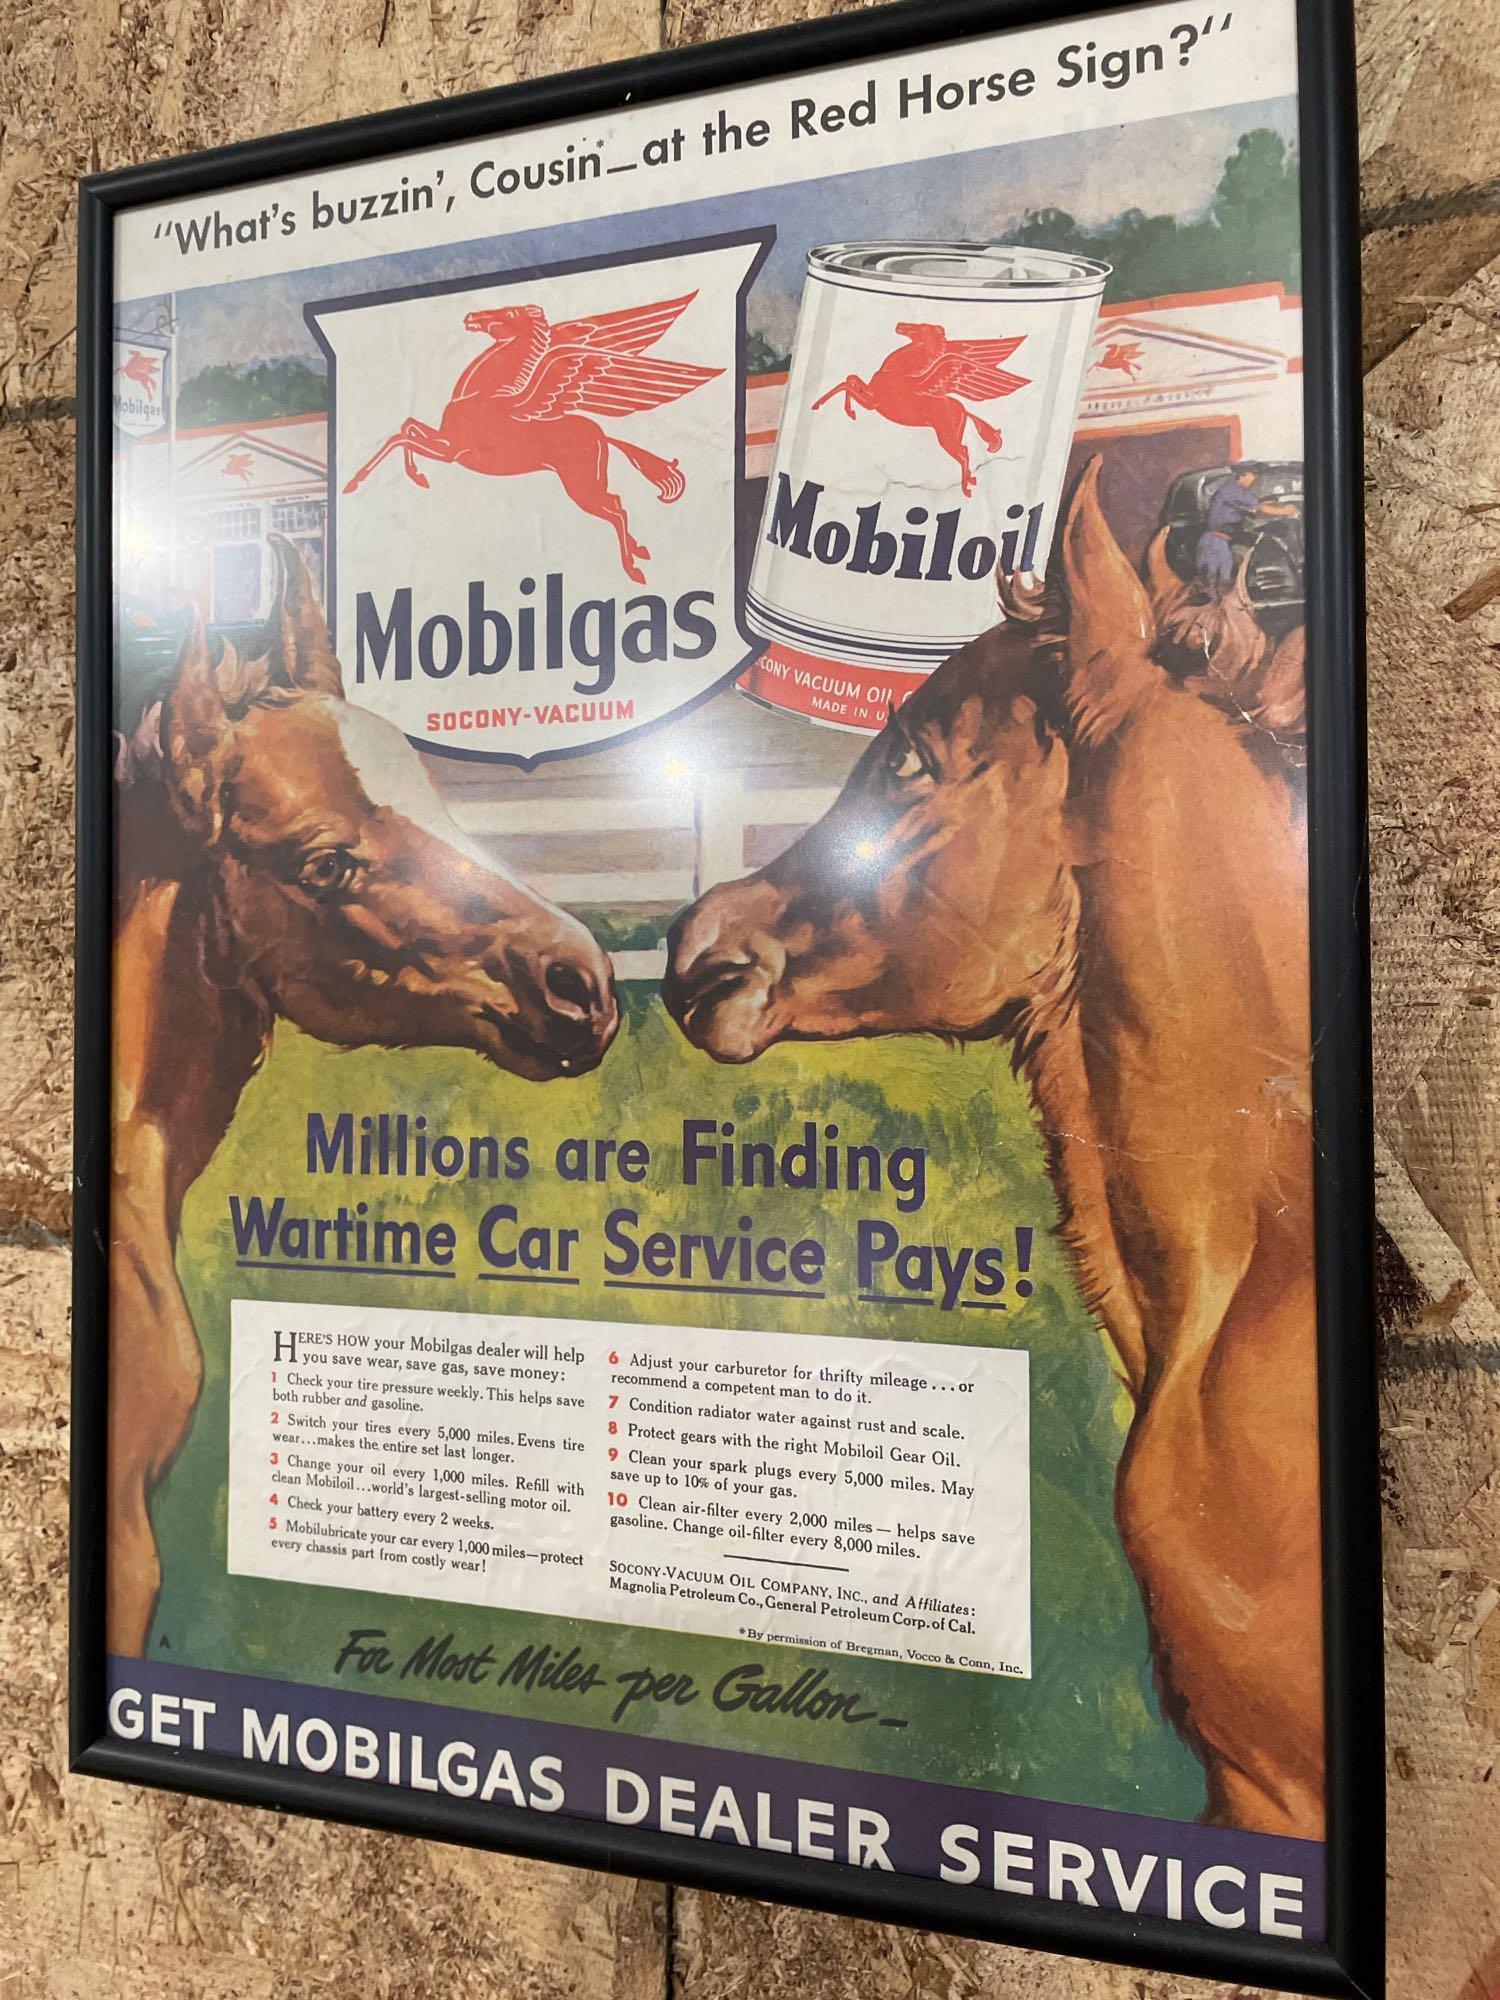 "What's buzzin', Cousin*—at the Red Horse Sign?"
Mobilgas
Mobilgas
SOCONY-VACUUM
Mobiloil
CONY VACUUM OIL C
MADE IN U.
Millions are Finding
Wartime Car Service Pays!
HERE'S HOW your Mobilgas dealer will help
you save wear, save gas, save money:
1 Check your tire pressure weekly. This helps save
both rubber and gasoline.
2 Switch your tires every 5,000 miles. Evens tire
wear...makes the entire set last longer.
3 Change your oil every 1,000 miles. Refill with
clean Mobiloil...world's largest-selling motor oil.
4 Check your battery every 2 weeks.
5 Mobilubricate your car every 1,000 miles—protect
every chassis part from costly wear!
6 Adjust your carburetor for thrifty mileage...or
recommend a competent man to do it.
7 Condition radiator water against rust and scale.
8 Protect gears with the right Mobiloil Gear Oil.
9 Clean your spark plugs every 5,000 miles. May
save up to 10% of your gas.
10 Clean air-filter every 2,000 miles — helps save
gasoline. Change oil-filter every 8,000 miles.
SOCONY-VACUUM OIL COMPANY, INC., and Affiliates:
Magnolia Petroleum Co., General Petroleum Corp. of Cal.
*By permission of Bregman, Vocco & Conn, Inc.
A
For Most Miles per Gallon—
GET MOBILGAS DEALER SERVICE